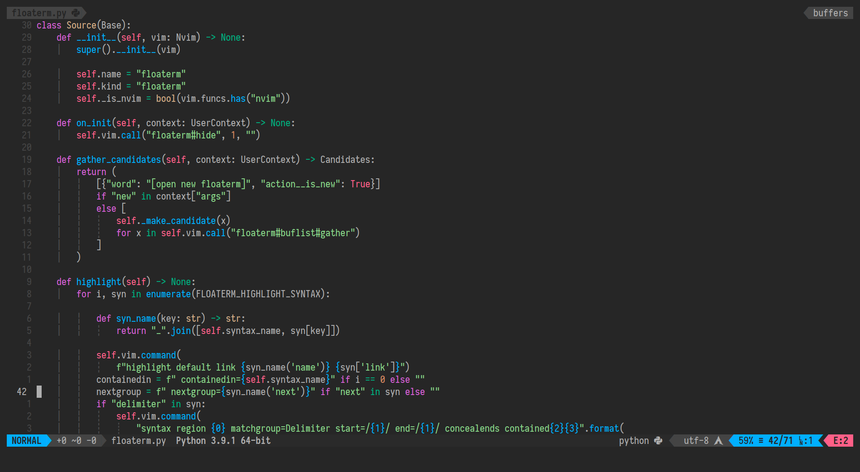 floaterm.py buffers
30 class Source(Base):
29 def __init__(self, vim: Nvim) -> None:
28 super().__init__(vim)
27
26 self.name = "floaterm"
25 self.kind = "floaterm"
24 self._is_nvim = bool(vim.funcs.has("nvim"))
23
22 def on_init(self, context: UserContext) -> None:
21 self.vim.call("floaterm#hide", 1, "")
20
19 def gather_candidates(self, context: UserContext) -> Candidates:
18 return (
17 [{"word": "[open new floaterm]", "action__is_new": True}]
16 if "new" in context["args"]
15 else [
14 self._make_candidate(x)
13 for x in self.vim.call("floaterm#buflist#gather")
12 ]
11 )
10
9 def highlight(self) -> None:
8 for i, syn in enumerate(FLOATERM_HIGHLIGHT_SYNTAX):
7
6 def syn_name(key: str) -> str:
5 return "_".join([self.syntax_name, syn[key]])
4
3 self.vim.command(
2 f"highlight default link {syn_name('name')} {syn['link']}")
1 containedin = f" containedin={self.syntax_name}" if i == 0 else ""
42 nextgroup = f" nextgroup={syn_name('next')}" if "next" in syn else ""
1 if "delimiter" in syn:
2 self.vim.command(
3 "syntax region {0} matchgroup=Delimiter start=/{1}/ end=/{1}/ concealends contained{2}{3}".format(
NORMAL +0 ~0 -0 floaterm.py Python 3.9.1 64-bit python utf-8 59% ≡ 42/71 :1 E:2